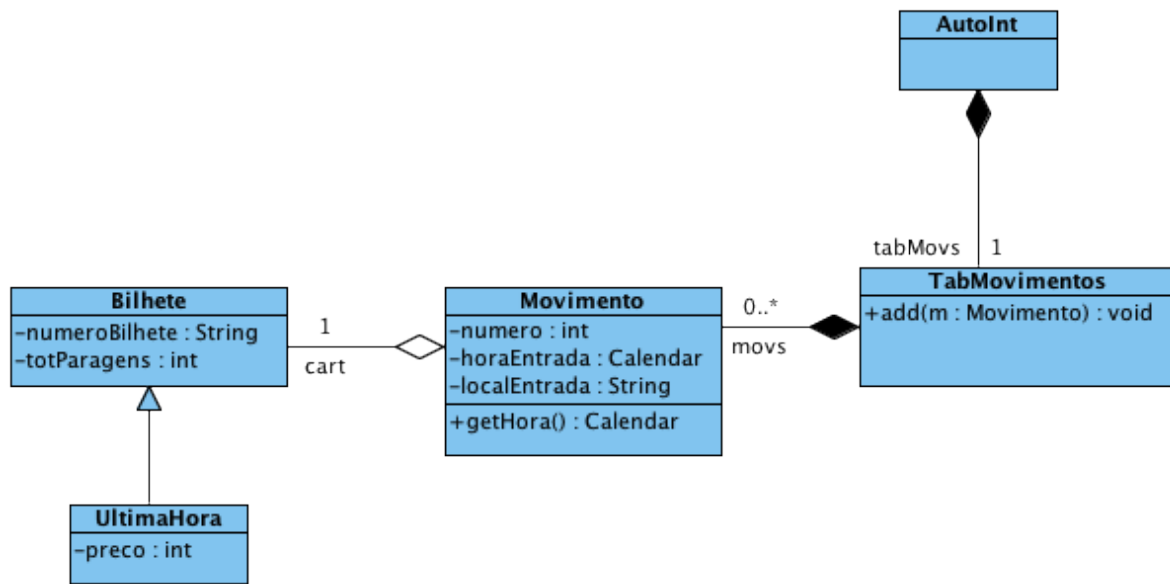 AutoInt
tabMovs 1
TabMovimentos
+add(m : Movimento) : void
Bilhete
-numeroBilhete : String
-totParagens : int
1
cart
Movimento
-numero : int
-horaEntrada : Calendar
-localEntrada : String
+getHora() : Calendar
0..*
movs
UltimaHora
-preco : int